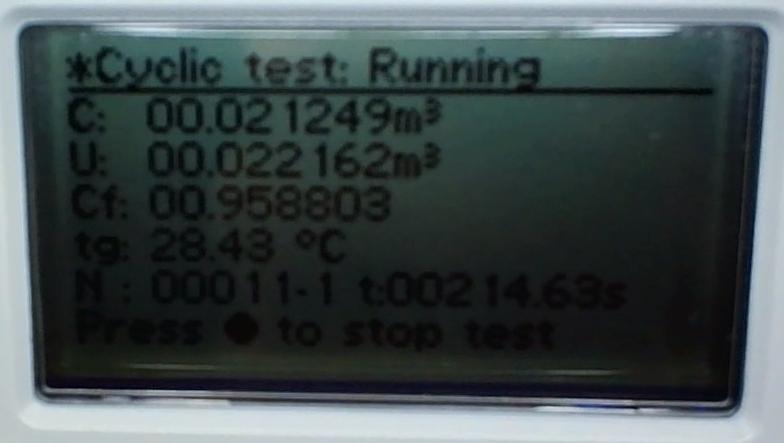 *Cyclic test: Running
C: 00.021249m³
U: 00.022162m³
Cf: 00.958803
tg: 28.43 °C
N : 00011-1 t:00214.63s
Press ● to stop test